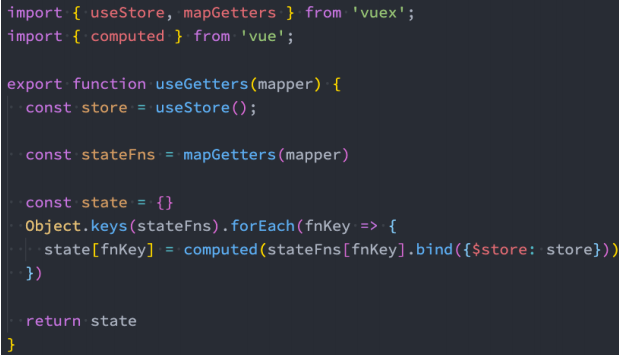 import { useStore, mapGetters } from 'vuex';
import { computed } from 'vue';

export function useGetters(mapper) {
  const store = useStore();

  const stateFns = mapGetters(mapper)

  const state = {}
  Object.keys(stateFns).forEach(fnKey => {
    state[fnKey] = computed(stateFns[fnKey].bind({$store: store}))
  })

  return state
}